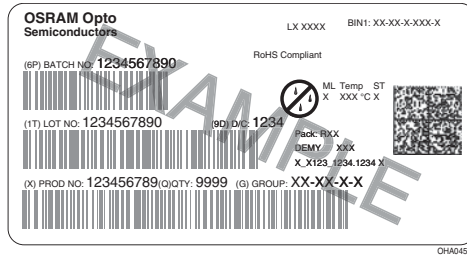 OSRAM Opto
Semiconductors
LX XXXX
BIN1: XX-XX-X-XXX-X
RoHS Compliant
(6P) BATCH NO: 1234567890
ML Temp ST
X XXX °C X
(1T) LOT NO: 1234567890
(9D) D/C: 1234
Pack: RXX
DEMY XXX
X_X123_1234.1234 X
(X) PROD NO: 123456789(Q)QTY: 9999 (G) GROUP: XX-XX-X-X
EXAMPLE
OHA045